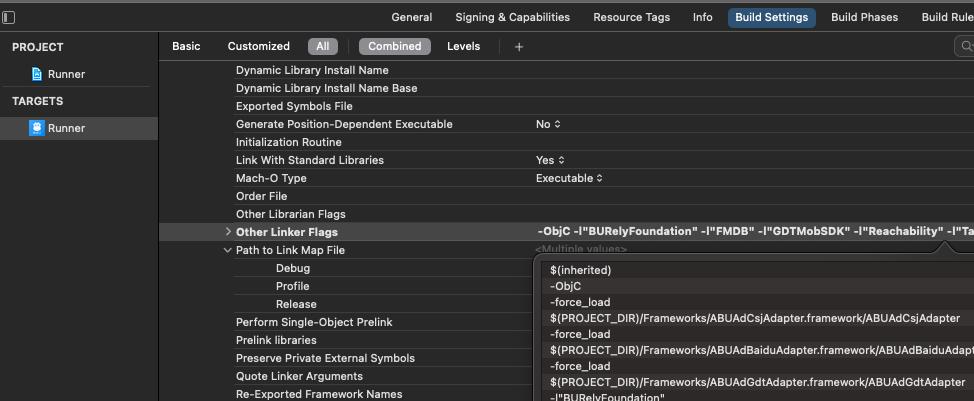 General Signing & Capabilities Resource Tags Info Build Settings Build Phases Build Rule
PROJECT
Runner
TARGETS
Runner
Basic Customized All Combined Levels +
Dynamic Library Install Name
Dynamic Library Install Name Base
Exported Symbols File
Generate Position-Dependent Executable No
Initialization Routine
Link With Standard Libraries Yes
Mach-O Type Executable
Order File
Other Librarian Flags
Other Linker Flags -ObjC -l"BURelyFoundation" -l"FMDB" -l"GDTMobSDK" -l"Reachability" -l"Ta
Path to Link Map File <Multiple values>
Debug
Profile
Release
Perform Single-Object Prelink
Prelink libraries
Preserve Private External Symbols
Quote Linker Arguments
Re-Exported Framework Names
$(inherited)
-ObjC
-force_load
$(PROJECT_DIR)/Frameworks/ABUAdCsjAdapter.framework/ABUAdCsjAdapter
-force_load
$(PROJECT_DIR)/Frameworks/ABUAdBaiduAdapter.framework/ABUAdBaiduAdapt
-force_load
$(PROJECT_DIR)/Frameworks/ABUAdGdtAdapter.framework/ABUAdGdtAdapter
-l"BURelyFoundation"